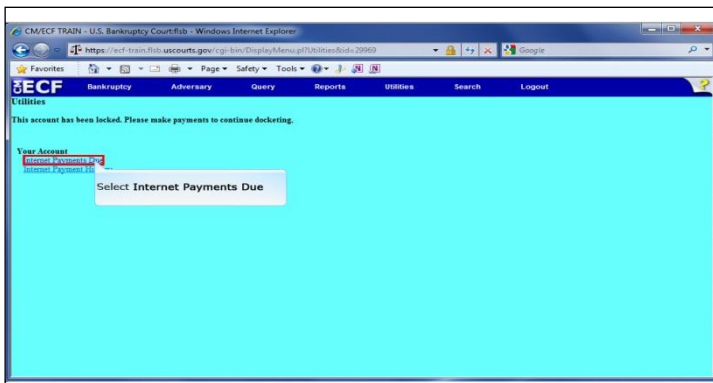 CM/ECF TRAIN - U.S. Bankruptcy Court:flsb - Windows Internet Explorer
https://ecf-train.flsb.uscourts.gov/cgi-bin/DisplayMenu.pl?Utilities&id=29969
Google
Favorites Page Safety Tools
ECF Bankruptcy Adversary Query Reports Utilities Search Logout ?
Utilities
This account has been locked. Please make payments to continue docketing.
Your Account
Internet Payments Due
Internet Payment
Select Internet Payments Due